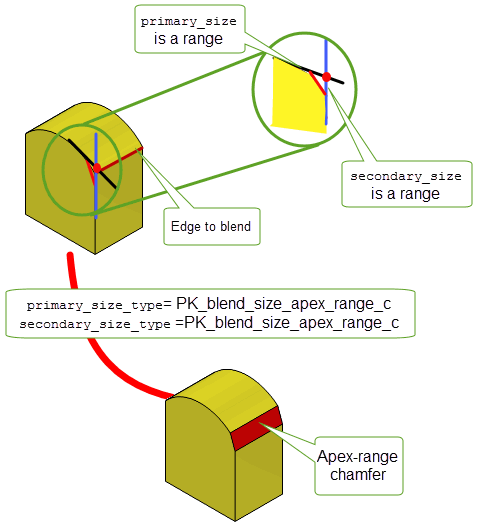 primary_size
is a range
secondary_size
is a range
Edge to blend
primary_size_type= PK_blend_size_apex_range_c
secondary_size_type =PK_blend_size_apex_range_c
Apex-range
chamfer